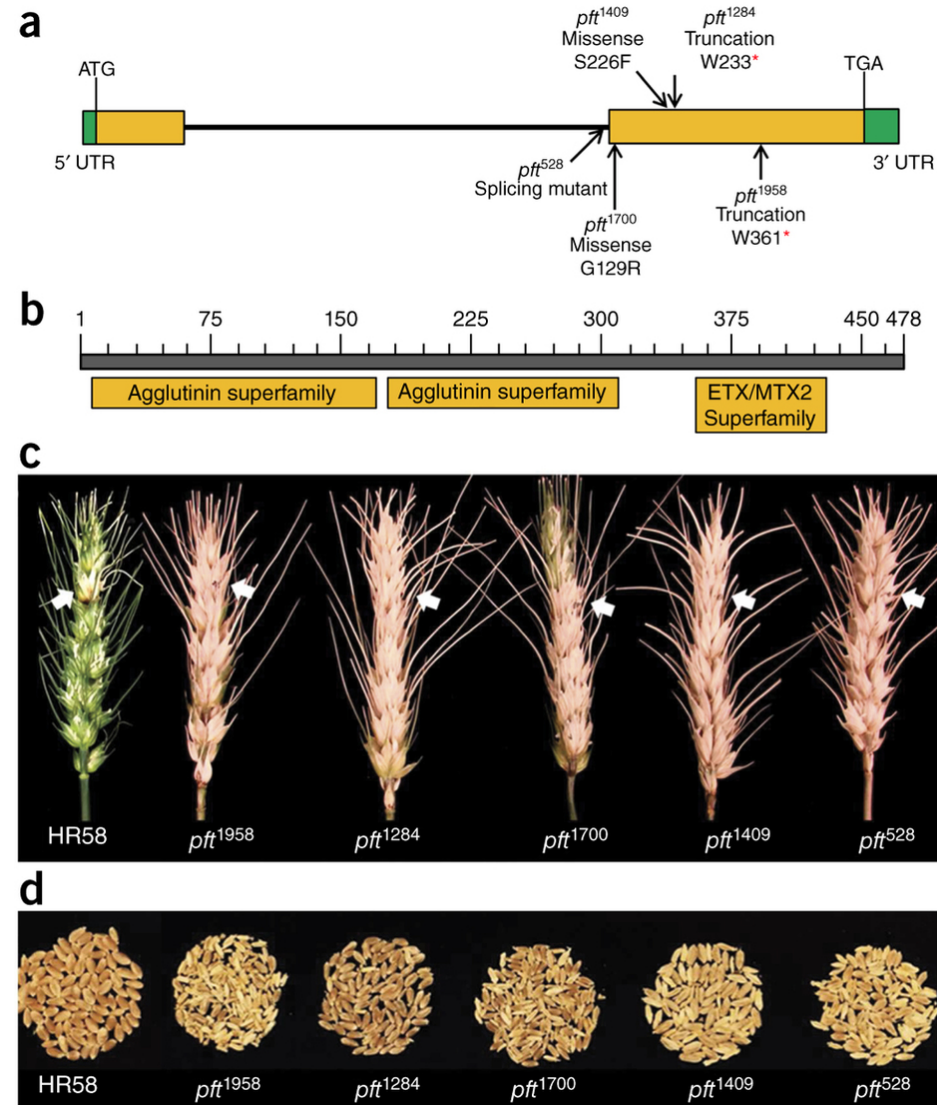 a
pft1409
Missense
S226F
pft1284
Truncation
W233*
ATG
TGA
5′ UTR
3′ UTR
pft528
Splicing mutant
pft1700
Missense
G129R
pft1958
Truncation
W361*
b
1 75 150 225 300 375 450 478
Agglutinin superfamily
Agglutinin superfamily
ETX/MTX2
Superfamily
c
HR58 pft1958 pft1284 pft1700 pft1409 pft528
d
HR58 pft1958 pft1284 pft1700 pft1409 pft528